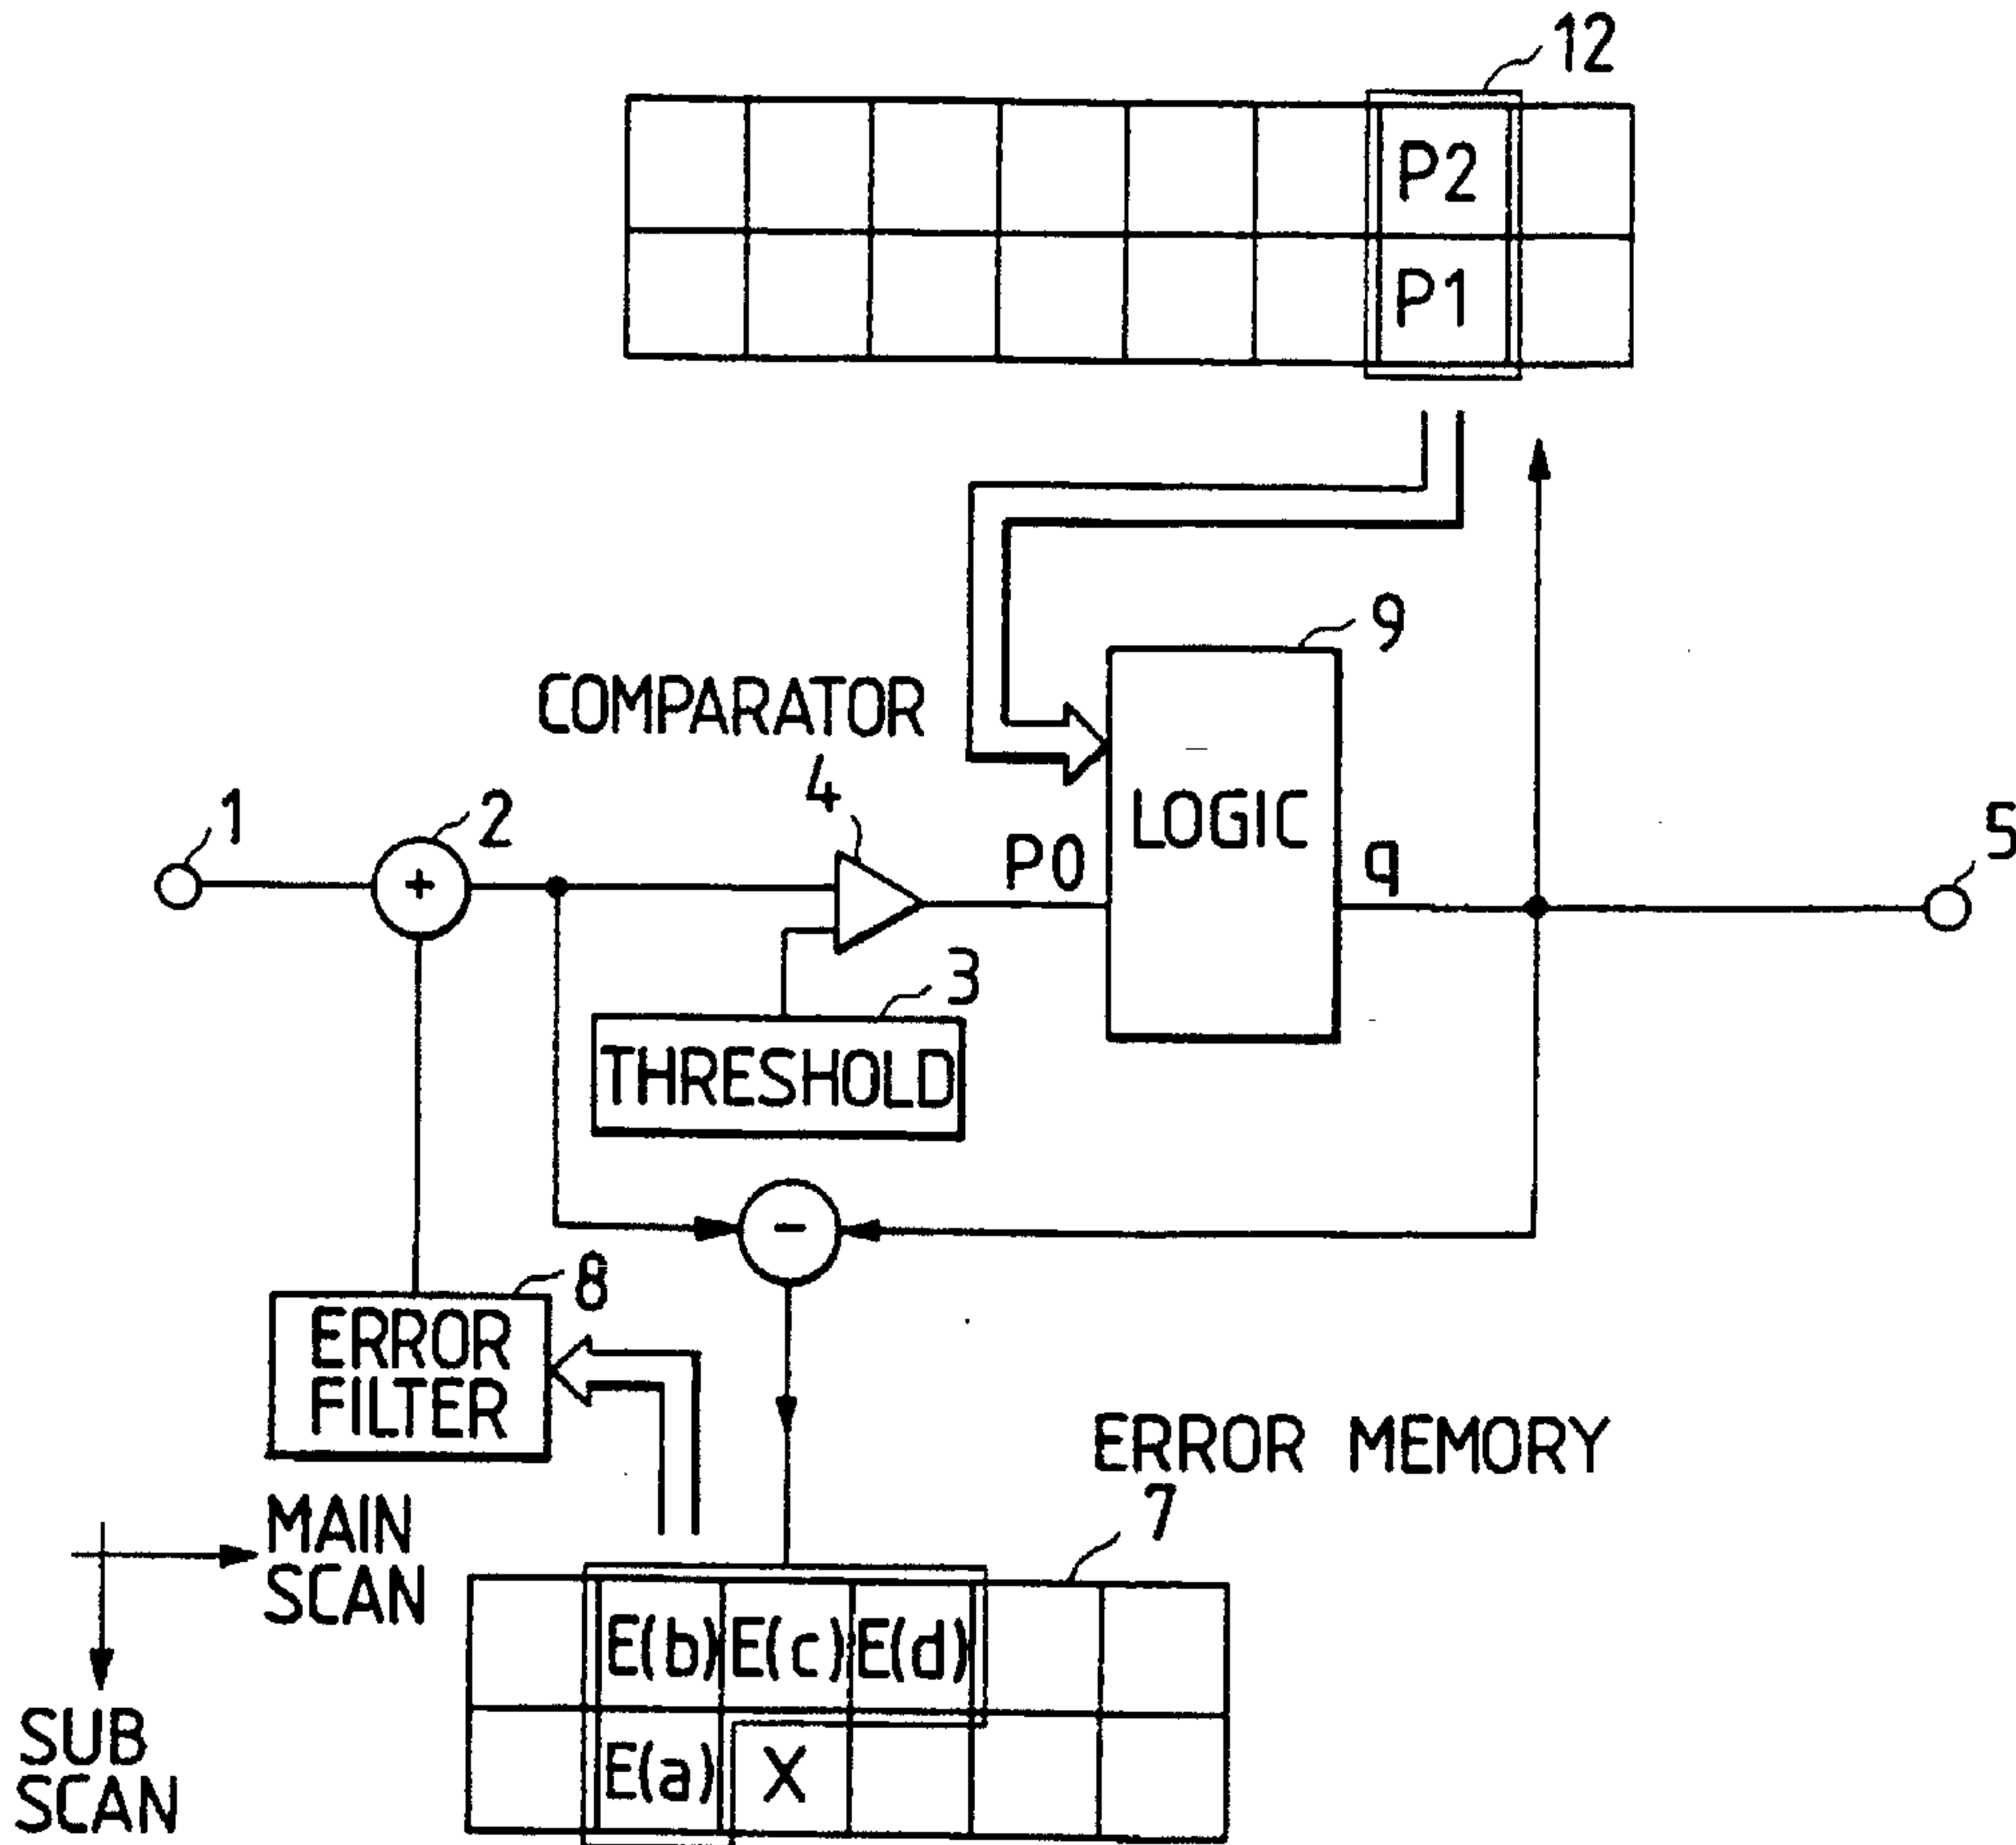 12
P2
P1
9
COMPARATOR
4
LOGIC
1
2
+
P0
q
5
3
THRESHOLD
-
8
ERROR
FILTER
ERROR MEMORY
7
MAIN
SCAN
SUB
SCAN
E(b) E(c) E(d)
E(a) X